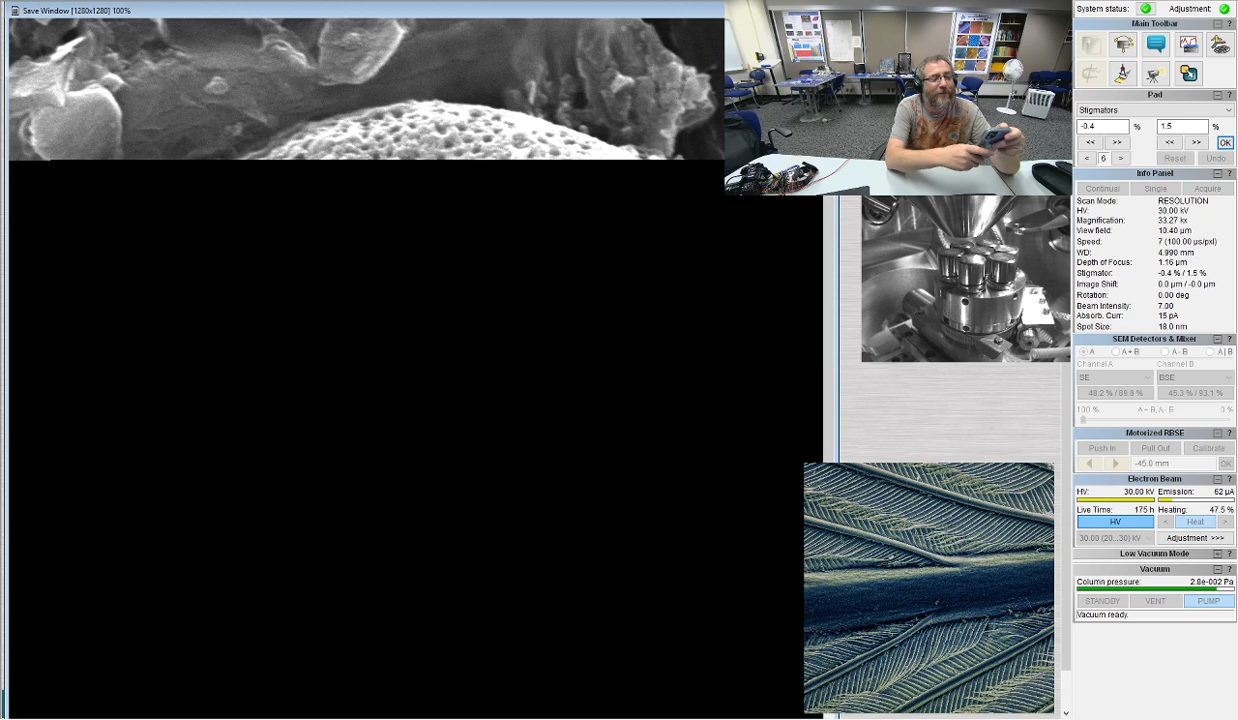 Save Window [1280x1280] 100%
System status:
Adjustment:
Main Toolbar
Pad
Stigmators
-0.4 % 1.5 %
<< >> << >> OK
< 6 > Reset Undo
Info Panel
Continual Single Acquire
Scan Mode: RESOLUTION
HV: 30.00 kV
Magnification: 33.27 kx
View field: 10.40 µm
Speed: 7 (100.00 µs/pxl)
WD: 4.990 mm
Depth of Focus: 1.16 µm
Stigmator: -0.4 % / 1.5 %
Image Shift: 0.0 µm / -0.0 µm
Rotation: 0.00 deg
Beam Intensity: 7.00
Absorb. Curr: 15 pA
Spot Size: 18.0 nm
SEM Detectors & Mixer
A A+B A-B A|B
Channel A Channel B
SE BSE
48.2 % / 89.8 % 45.3 % / 93.1 %
100 % A+B, A-B 0 %
Motorized RBSE
Push In Pull Out Calibrate
-45.0 mm OK
Electron Beam
HV: 30.00 kV Emission: 62 µA
Live Time: 175 h Heating: 47.5 %
HV < Heat >
30.00 (20...30) kV Adjustment >>>
Low Vacuum Mode
Vacuum
Column pressure: 2.8e-002 Pa
STANDBY VENT PUMP
Vacuum ready.